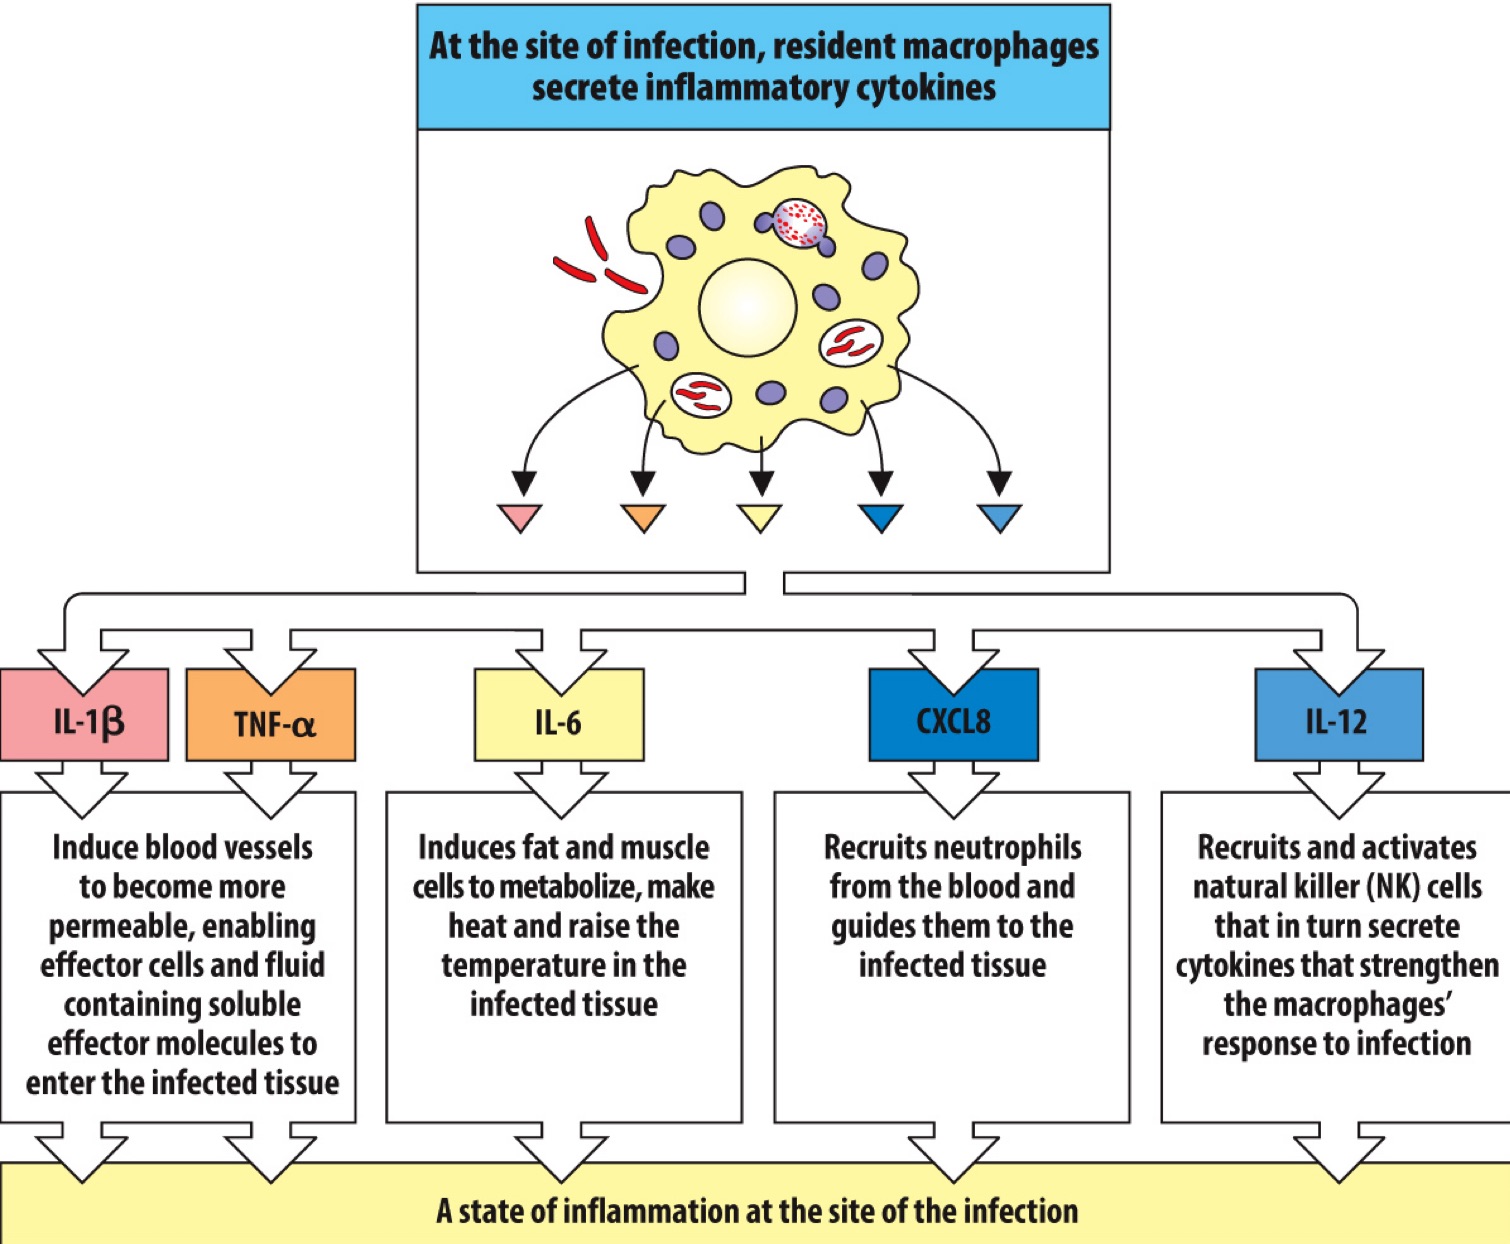 At the site of infection, resident macrophages
secrete inflammatory cytokines
IL-1β
TNF-α
IL-6
CXCL8
IL-12
Induce blood vessels
to become more
permeable, enabling
effector cells and fluid
containing soluble
effector molecules to
enter the infected tissue
Induces fat and muscle
cells to metabolize, make
heat and raise the
temperature in the
infected tissue
Recruits neutrophils
from the blood and
guides them to the
infected tissue
Recruits and activates
natural killer (NK) cells
that in turn secrete
cytokines that strengthen
the macrophages’
response to infection
A state of inflammation at the site of the infection